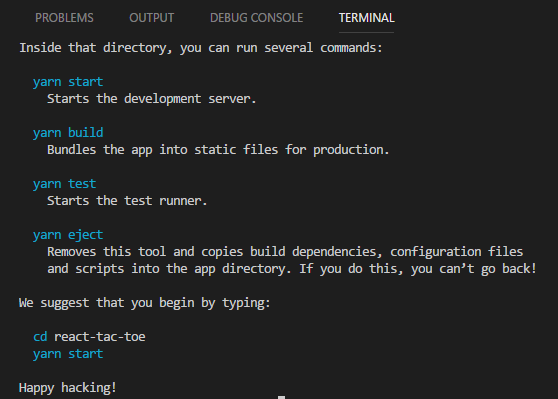 PROBLEMS OUTPUT DEBUG CONSOLE TERMINAL
Inside that directory, you can run several commands:
yarn start
Starts the development server.
yarn build
Bundles the app into static files for production.
yarn test
Starts the test runner.
yarn eject
Removes this tool and copies build dependencies, configuration files
and scripts into the app directory. If you do this, you can’t go back!
We suggest that you begin by typing:
cd react-tac-toe
yarn start
Happy hacking!